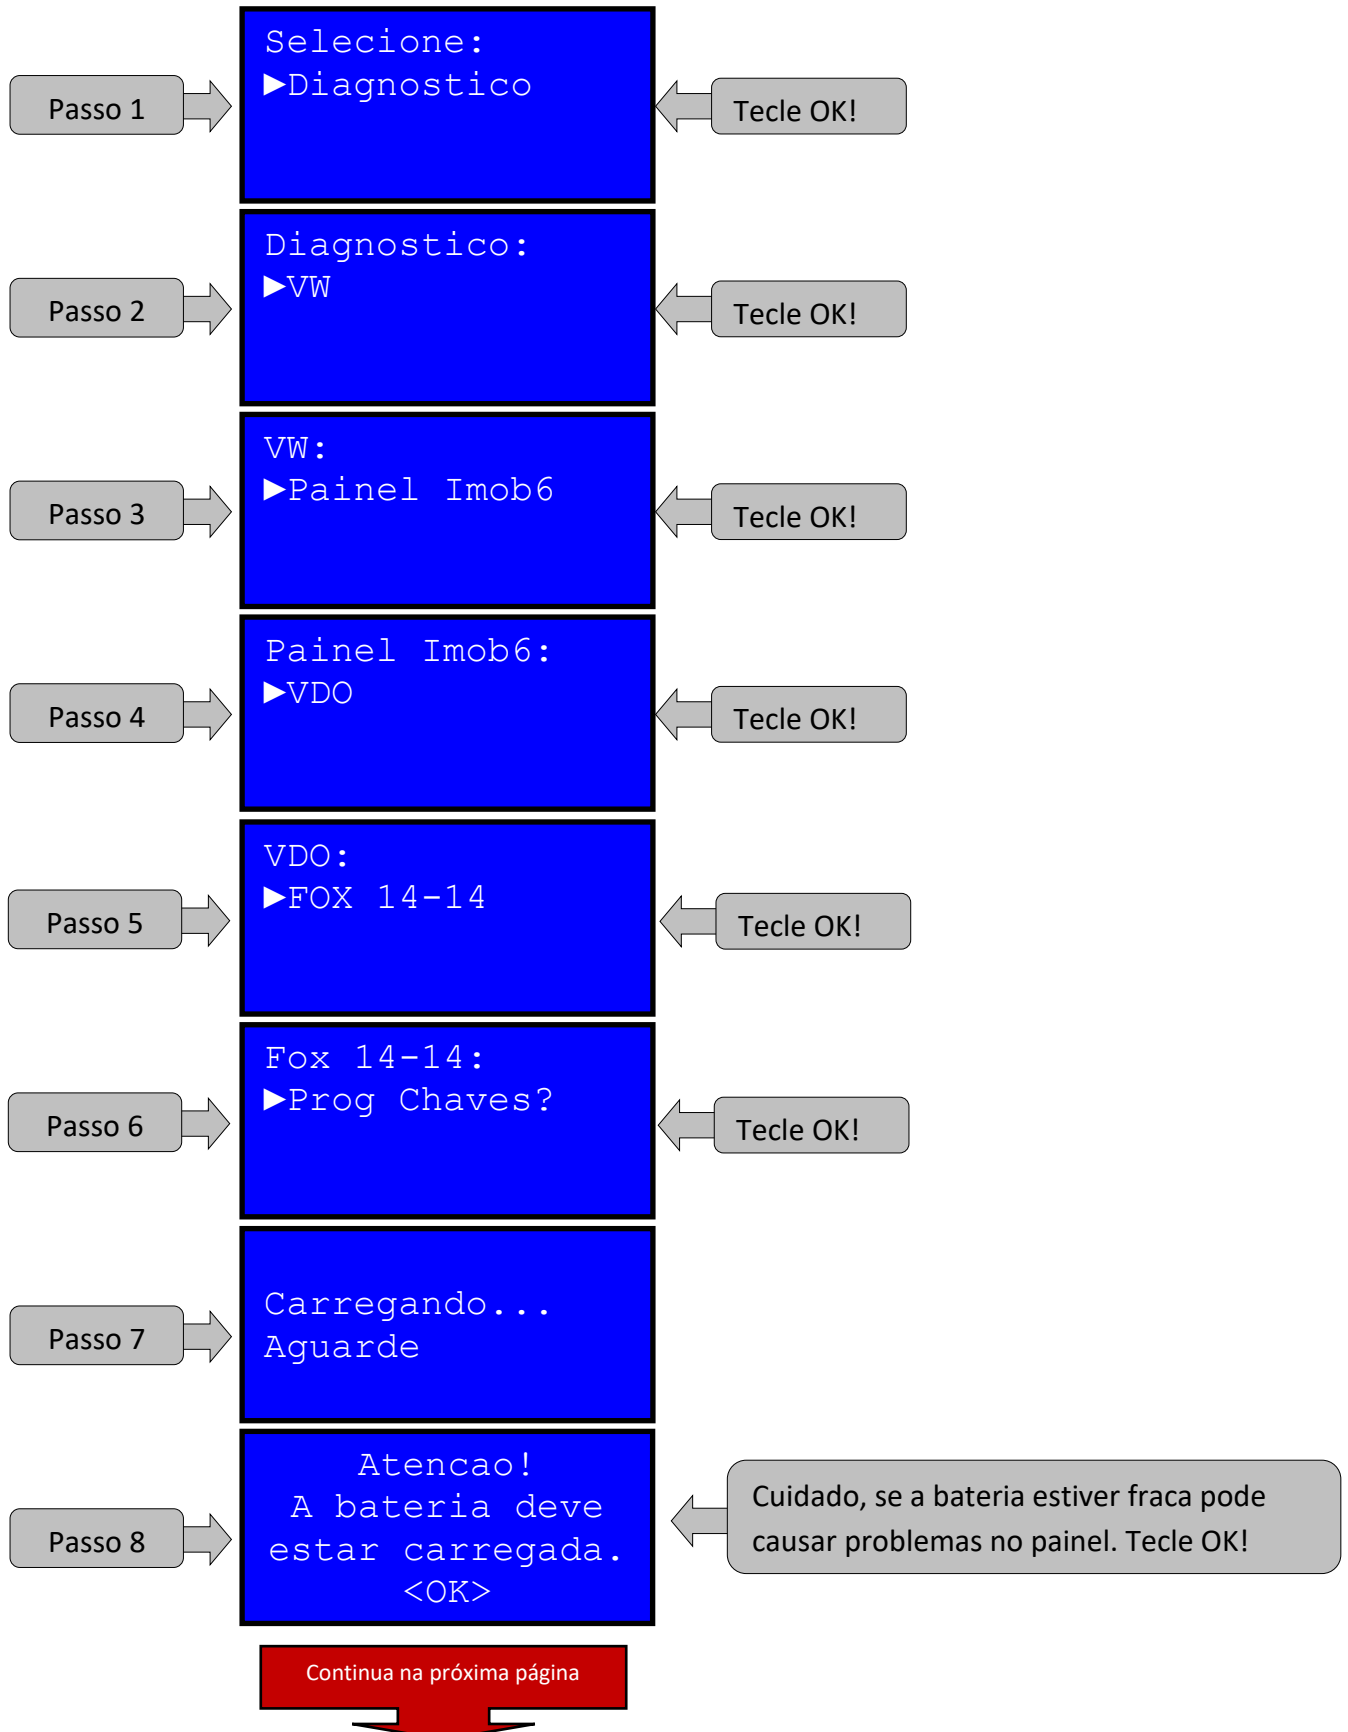 Selecione:
►Diagnostico
Passo 1
Tecle OK!
Diagnostico:
►VW
Passo 2
Tecle OK!
VW:
►Painel Imob6
Passo 3
Tecle OK!
Painel Imob6:
►VDO
Passo 4
Tecle OK!
VDO:
►FOX 14-14
Passo 5
Tecle OK!
Fox 14-14:
►Prog Chaves?
Passo 6
Tecle OK!
Carregando...
Aguarde
Passo 7
Atencao!
A bateria deve
estar carregada.
<OK>
Passo 8
Cuidado, se a bateria estiver fraca pode
causar problemas no painel. Tecle OK!
Continua na próxima página